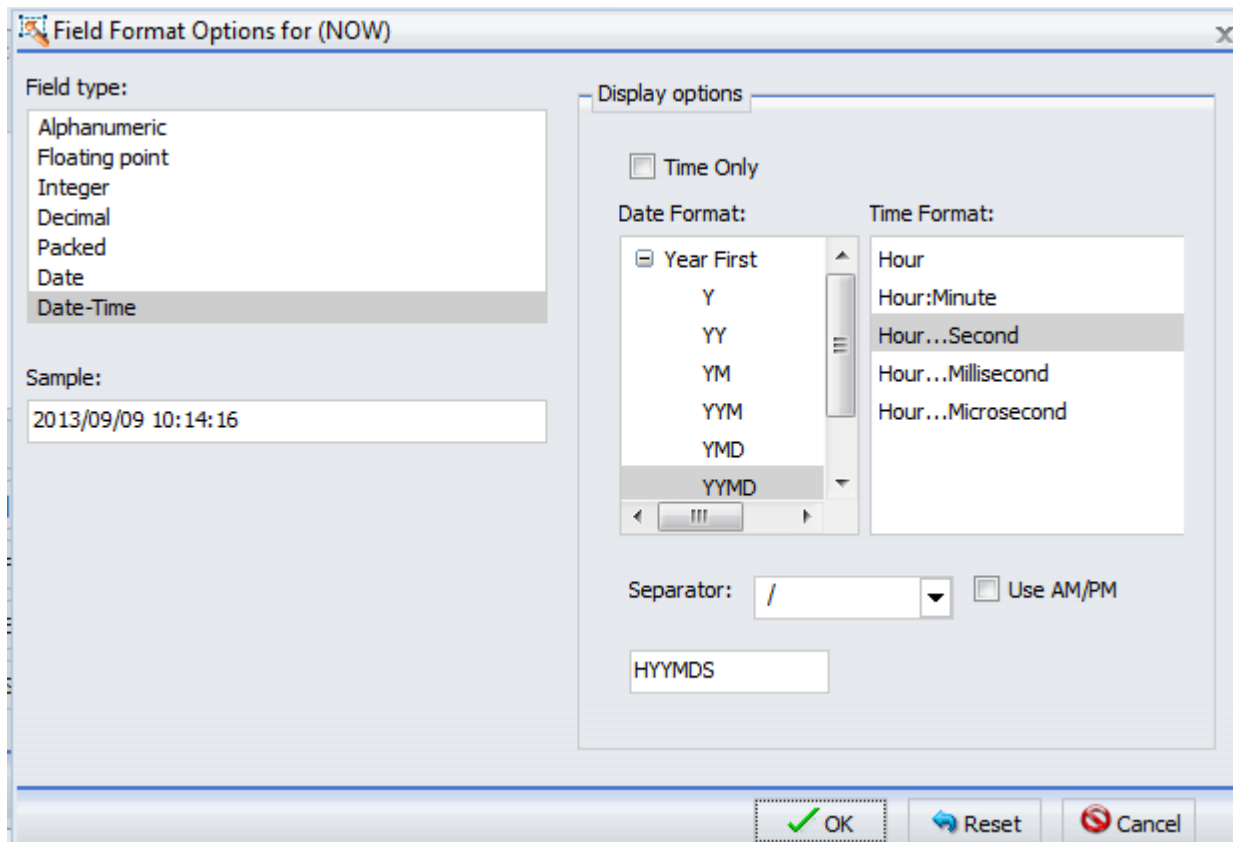 Field Format Options for (NOW)
Field type:
Alphanumeric
Floating point
Integer
Decimal
Packed
Date
Date-Time
Sample:
2013/09/09 10:14:16
Display options
Time Only
Date Format:
Year First
Y
YY
YM
YYM
YMD
YYMD
Time Format:
Hour
Hour:Minute
Hour...Second
Hour...Millisecond
Hour...Microsecond
Separator: /
Use AM/PM
HYYMDS
OK
Reset
Cancel